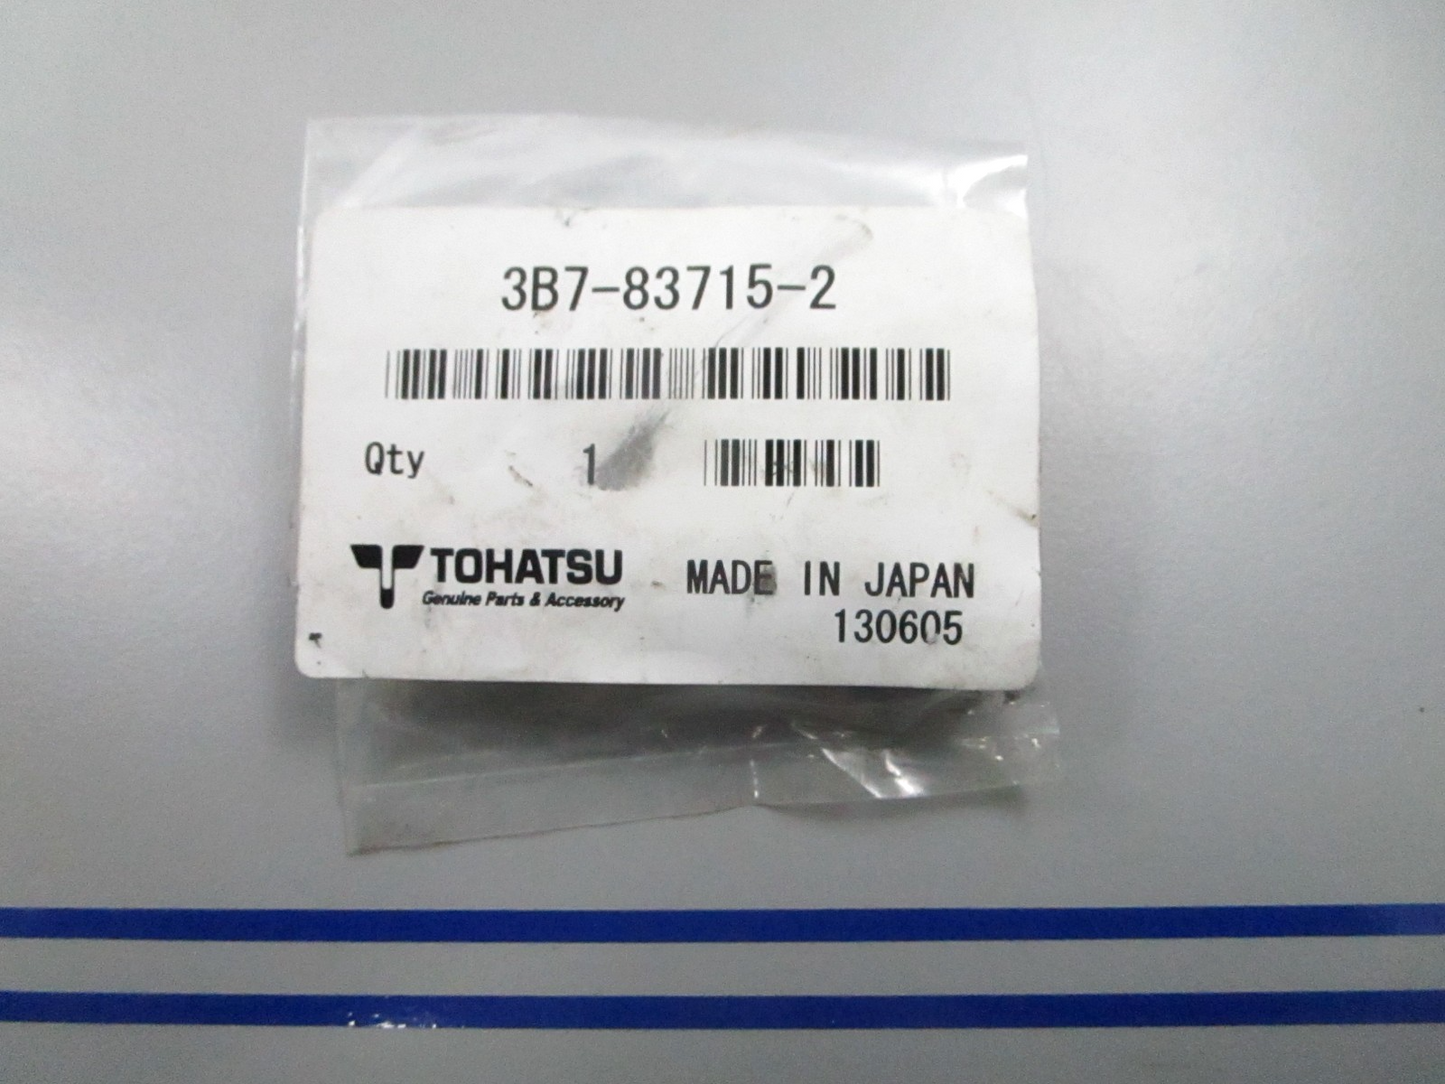 3B7-83715-2
Qty 1
TOHATSU
Genuine Parts & Accessory
MADE IN JAPAN
130605